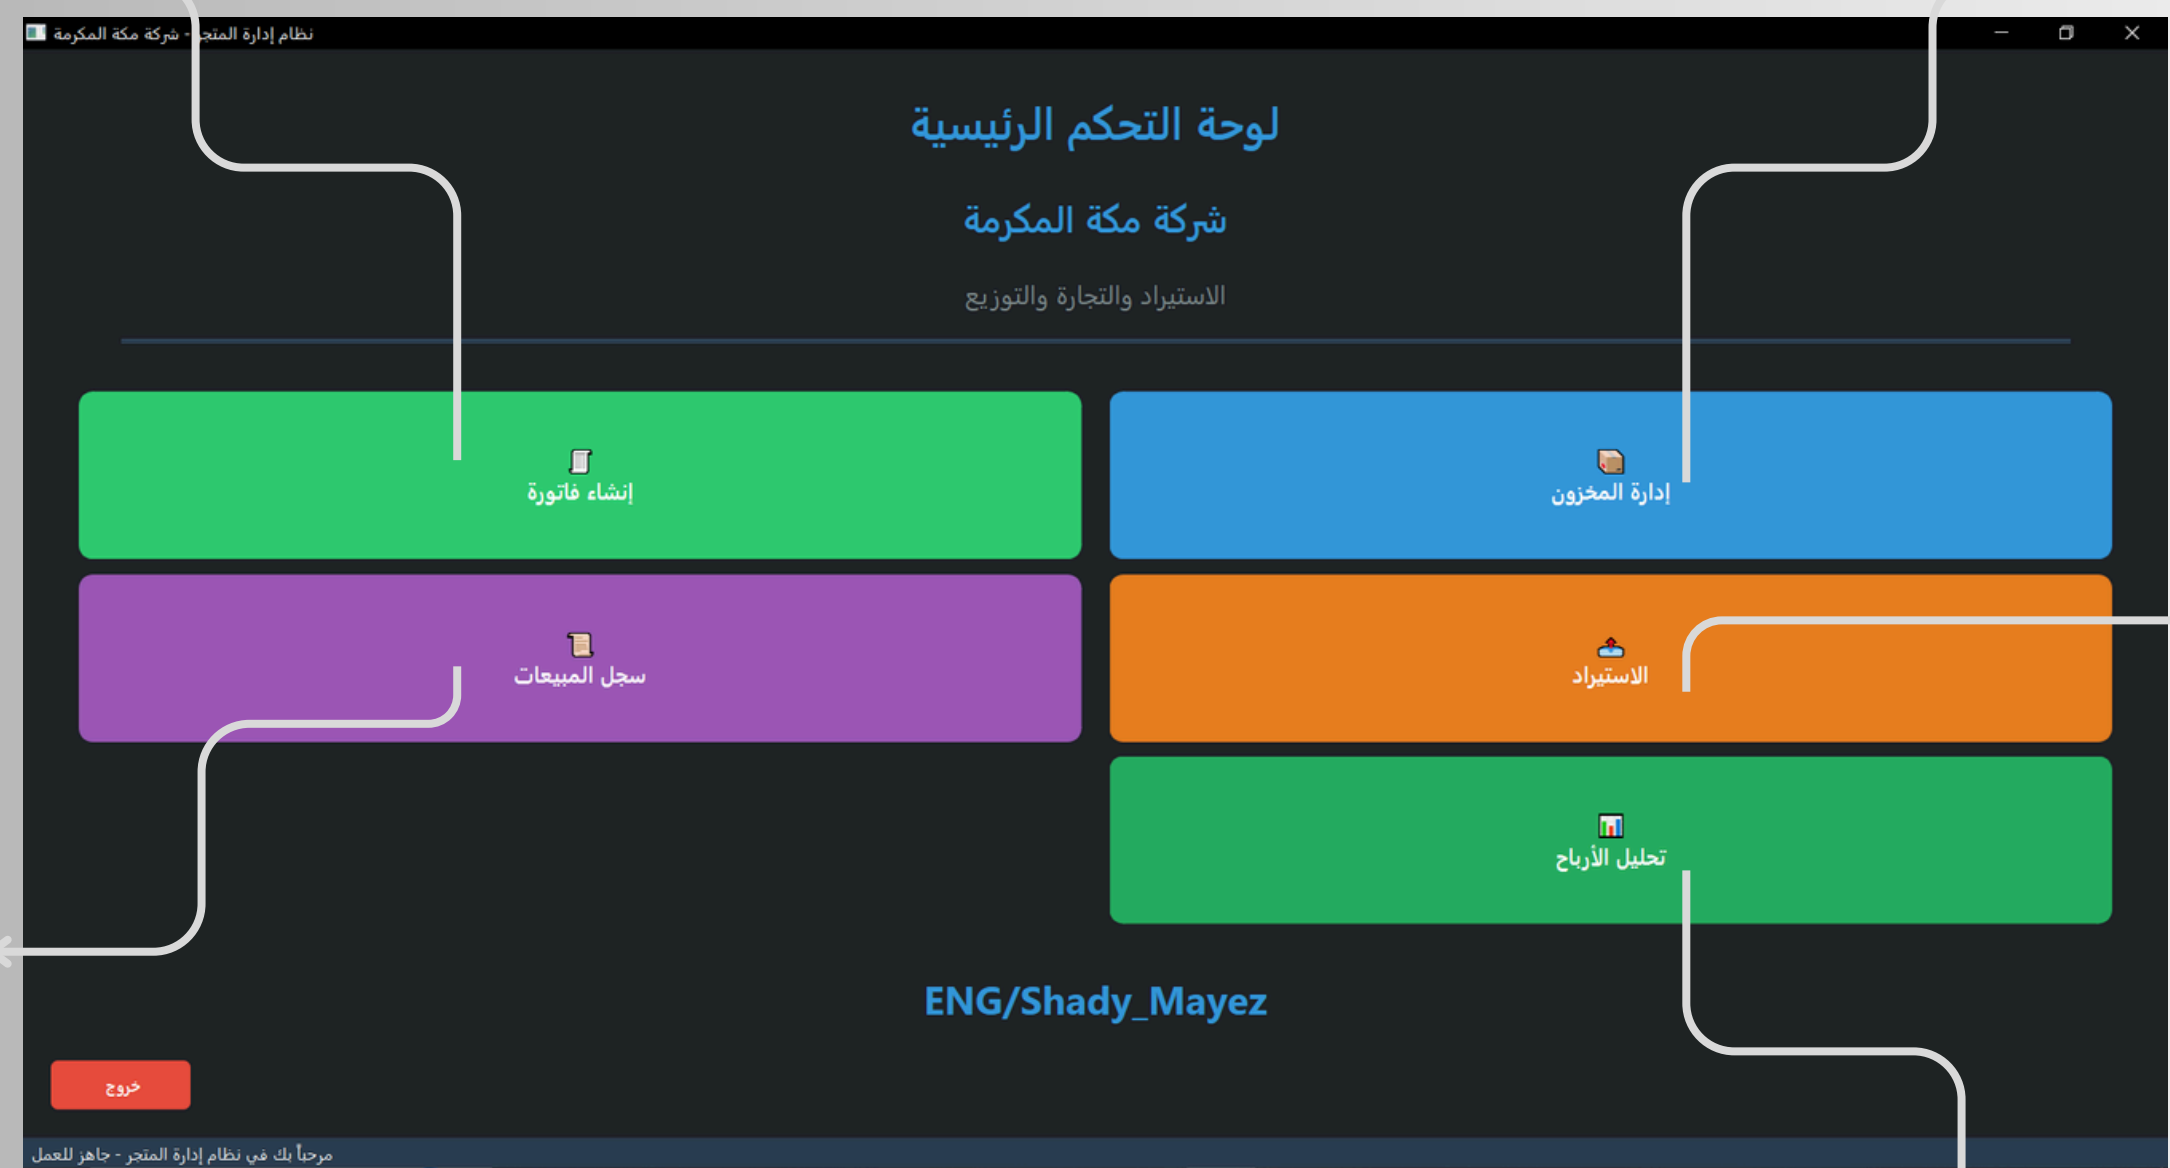 نظام إدارة المتجر - شركة مكة المكرمة
لوحة التحكم الرئيسية
شركة مكة المكرمة
الاستيراد والتجارة والتوزيع
إدارة المخزون
إنشاء فاتورة
الاستيراد
سجل المبيعات
تحليل الأرباح
ENG/Shady_Mayez
خروج
مرحباً بك في نظام إدارة المتجر - جاهز للعمل